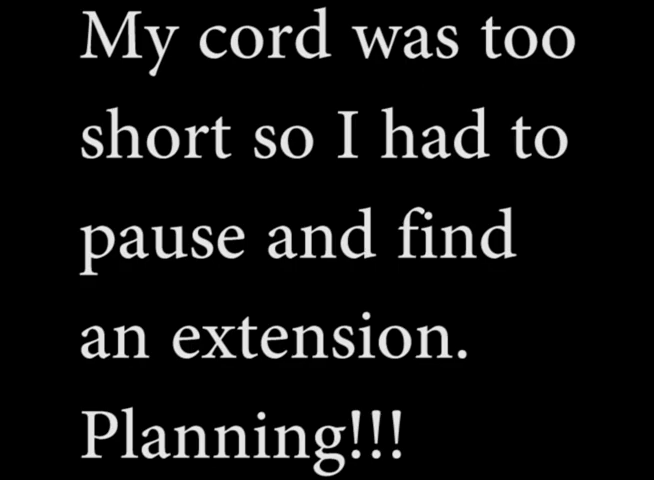 My cord was too
short so I had to
pause and find
an extension.
Planning!!!